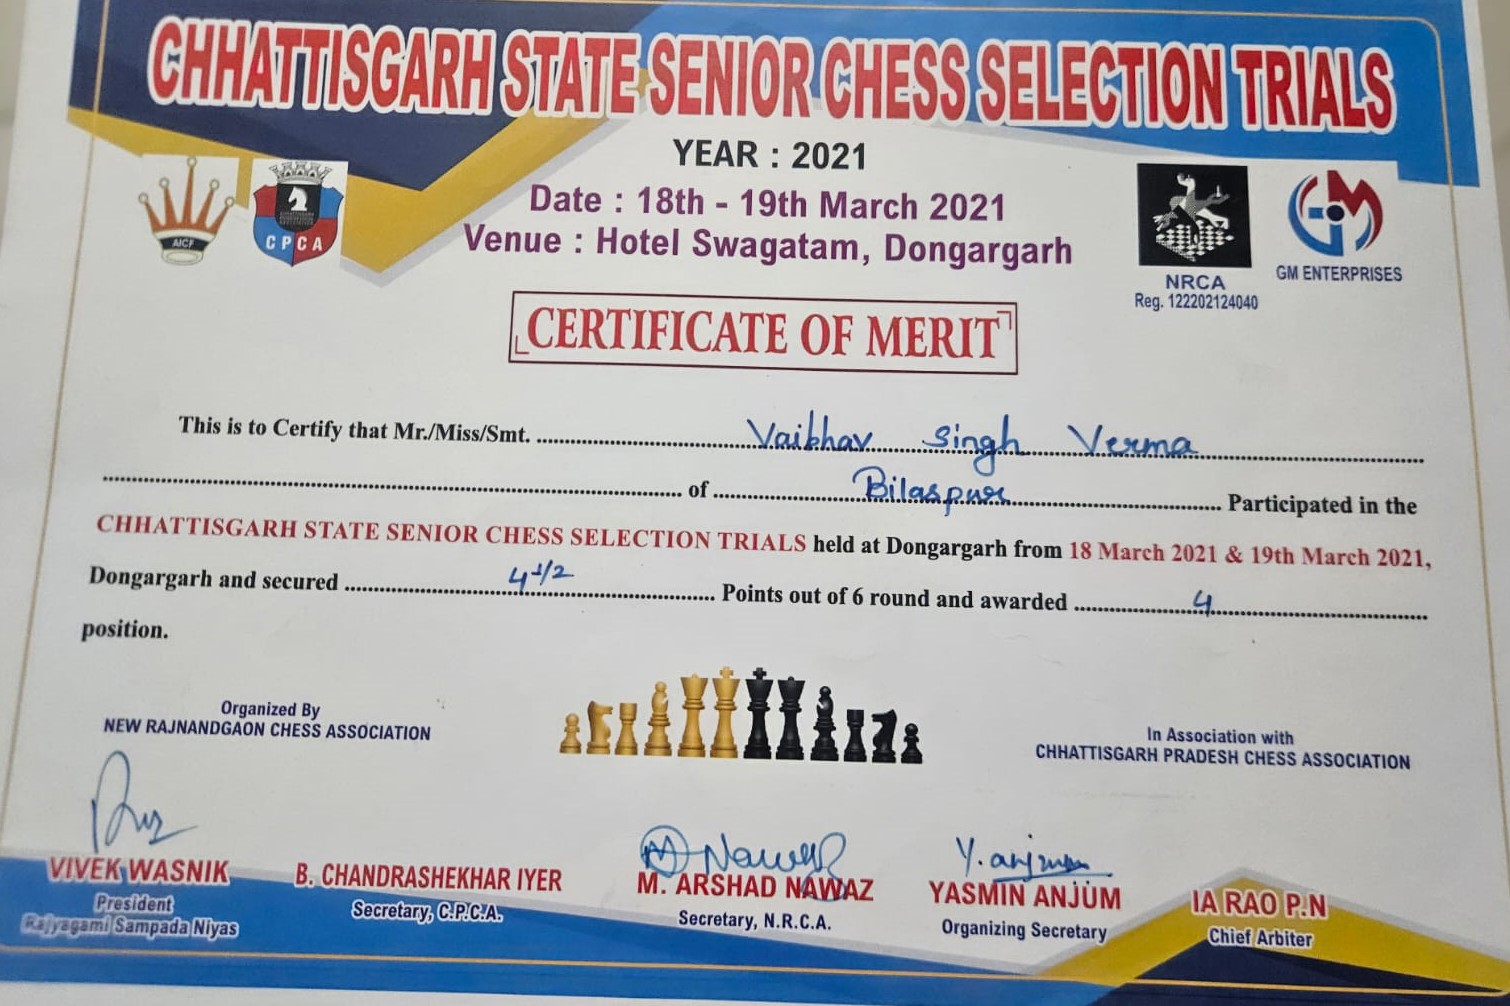 CHHATTISGARH STATE SENIOR CHESS SELECTION TRIALS
YEAR : 2021
Date : 18th - 19th March 2021
Venue : Hotel Swagatam, Dongargarh
AICF
CPCA
NRCA
Reg. 122202124040
GM ENTERPRISES
CERTIFICATE OF MERIT
This is to Certify that Mr./Miss/Smt. Vaibhav Singh Verma
of Bilaspur Participated in the
CHHATTISGARH STATE SENIOR CHESS SELECTION TRIALS held at Dongargarh from 18 March 2021 & 19th March 2021,
Dongargarh and secured 4 1/2 Points out of 6 round and awarded 4
position.
Organized By
NEW RAJNANDGAON CHESS ASSOCIATION
In Association with
CHHATTISGARH PRADESH CHESS ASSOCIATION
M Nawaz
Y. anjum
VIVEK WASNIK
President
Rajyagami Sampada Niyas
B. CHANDRASHEKHAR IYER
Secretary, C.P.C.A.
M. ARSHAD NAWAZ
Secretary, N.R.C.A.
YASMIN ANJUM
Organizing Secretary
IA RAO P.N
Chief Arbiter